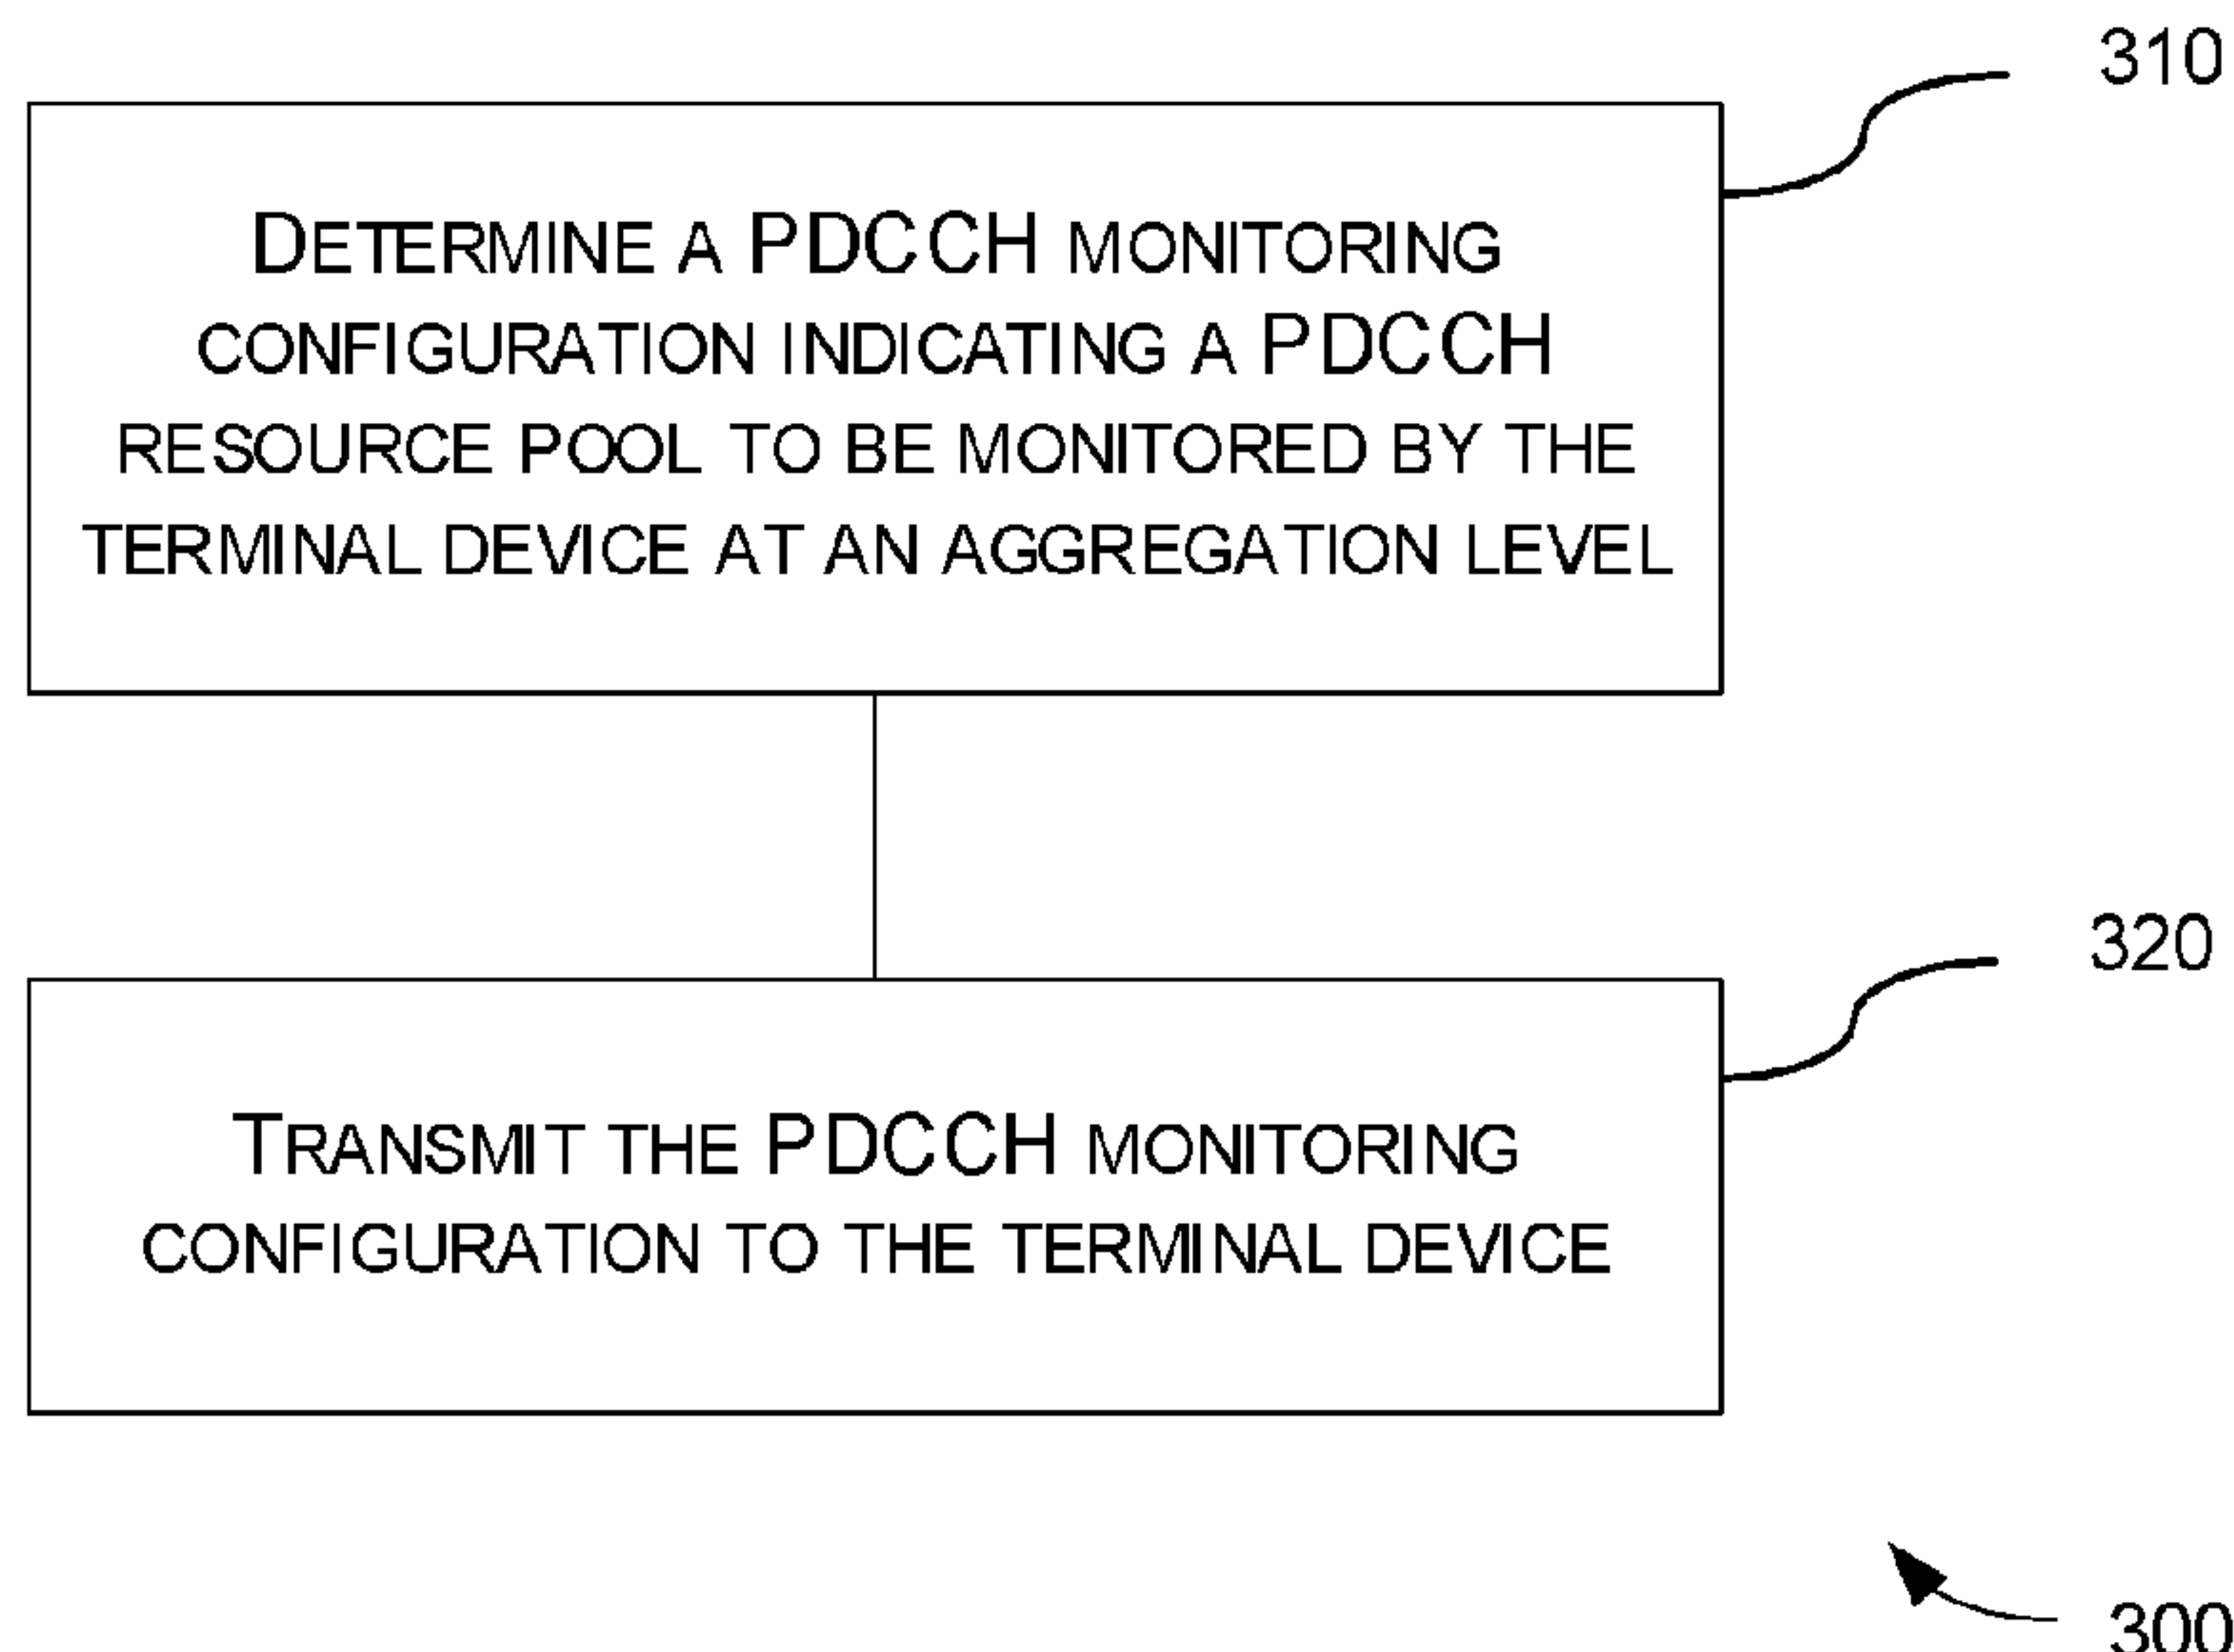 310
DETERMINE A PDCCH MONITORING
CONFIGURATION INDICATING A PDCCH
RESOURCE POOL TO BE MONITORED BY THE
TERMINAL DEVICE AT AN AGGREGATION LEVEL
320
TRANSMIT THE PDCCH MONITORING
CONFIGURATION TO THE TERMINAL DEVICE
300